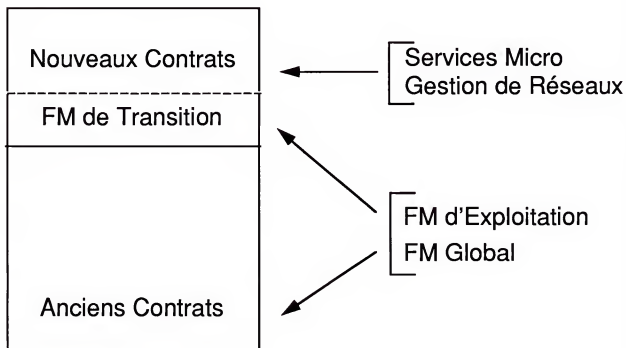 Nouveaux Contrats
Services Micro
Gestion de Réseaux
FM de Transition
FM d'Exploitation
FM Global
Anciens Contrats